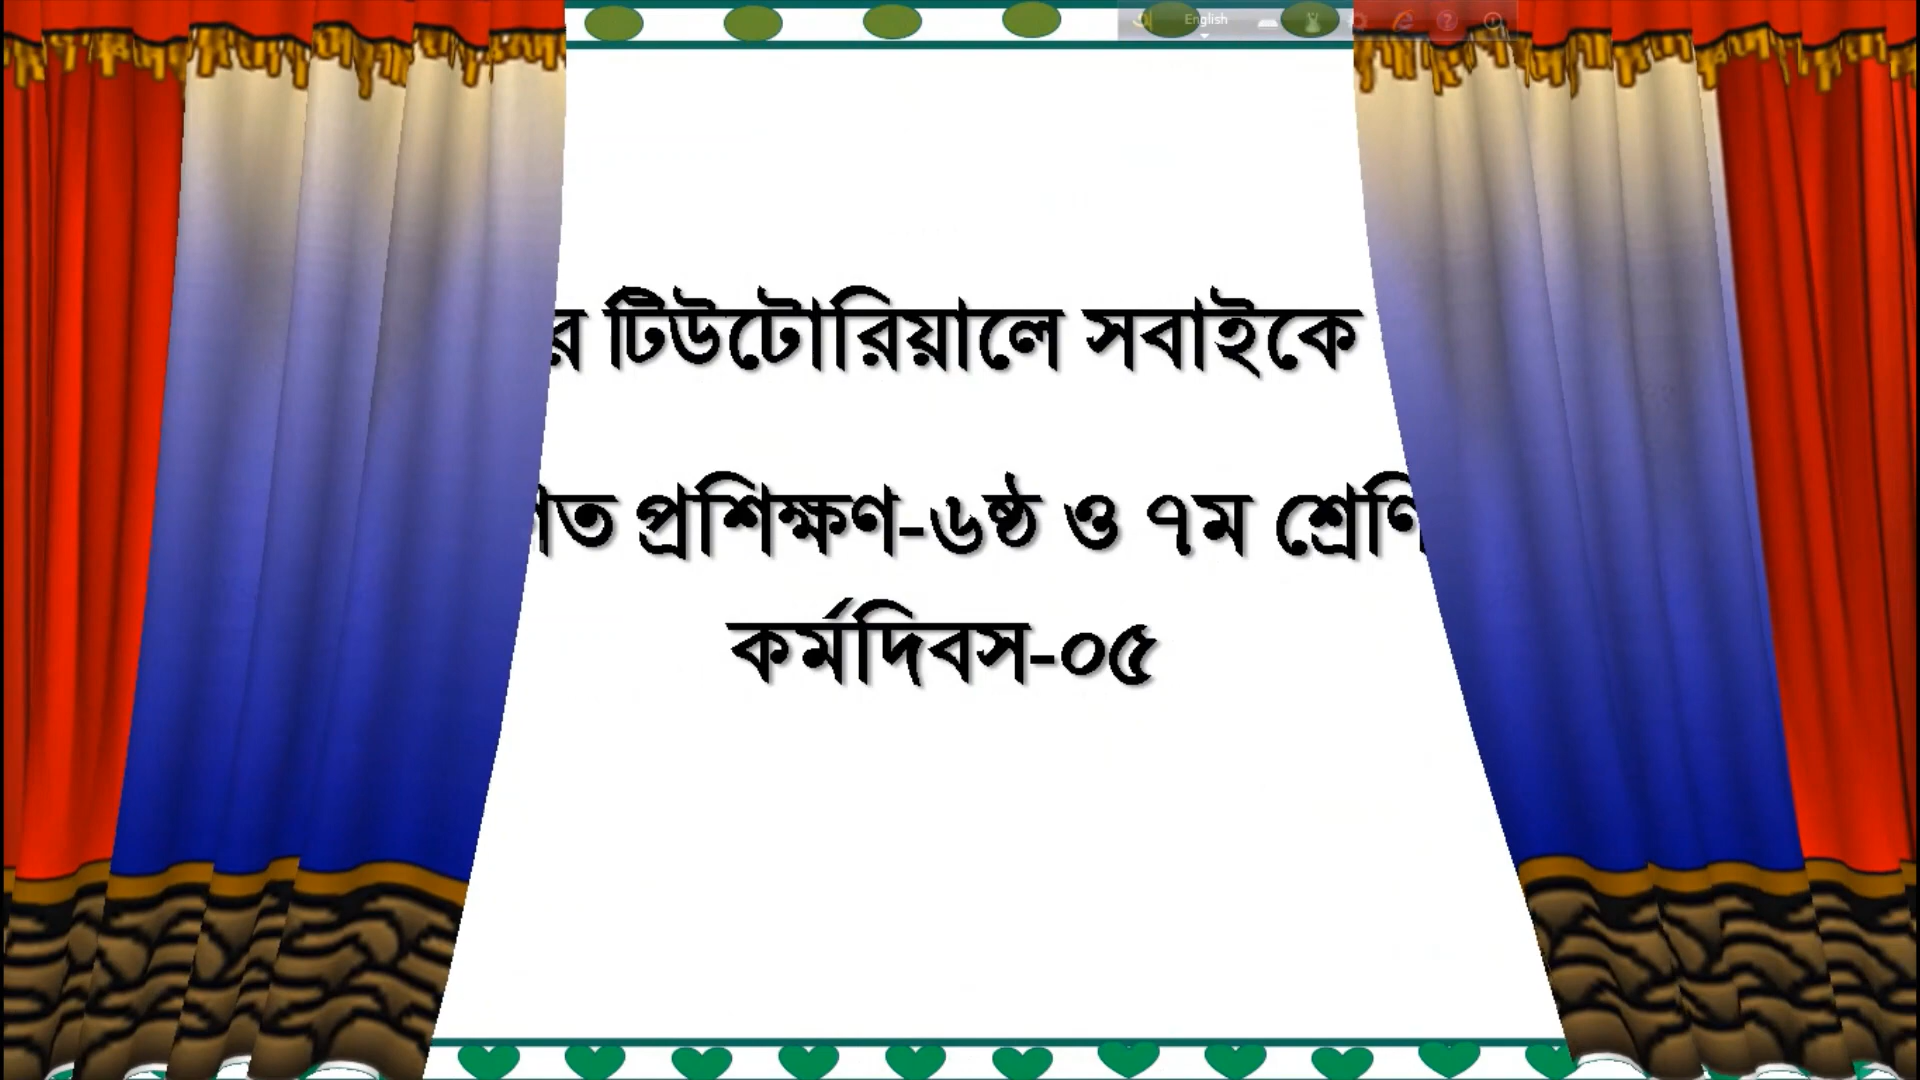 English
র টিউটোরিয়ালে সবাইকে
ত প্রশিক্ষণ-৬ষ্ঠ ও ৭ম শ্রেণি
কর্মদিবস-০৫